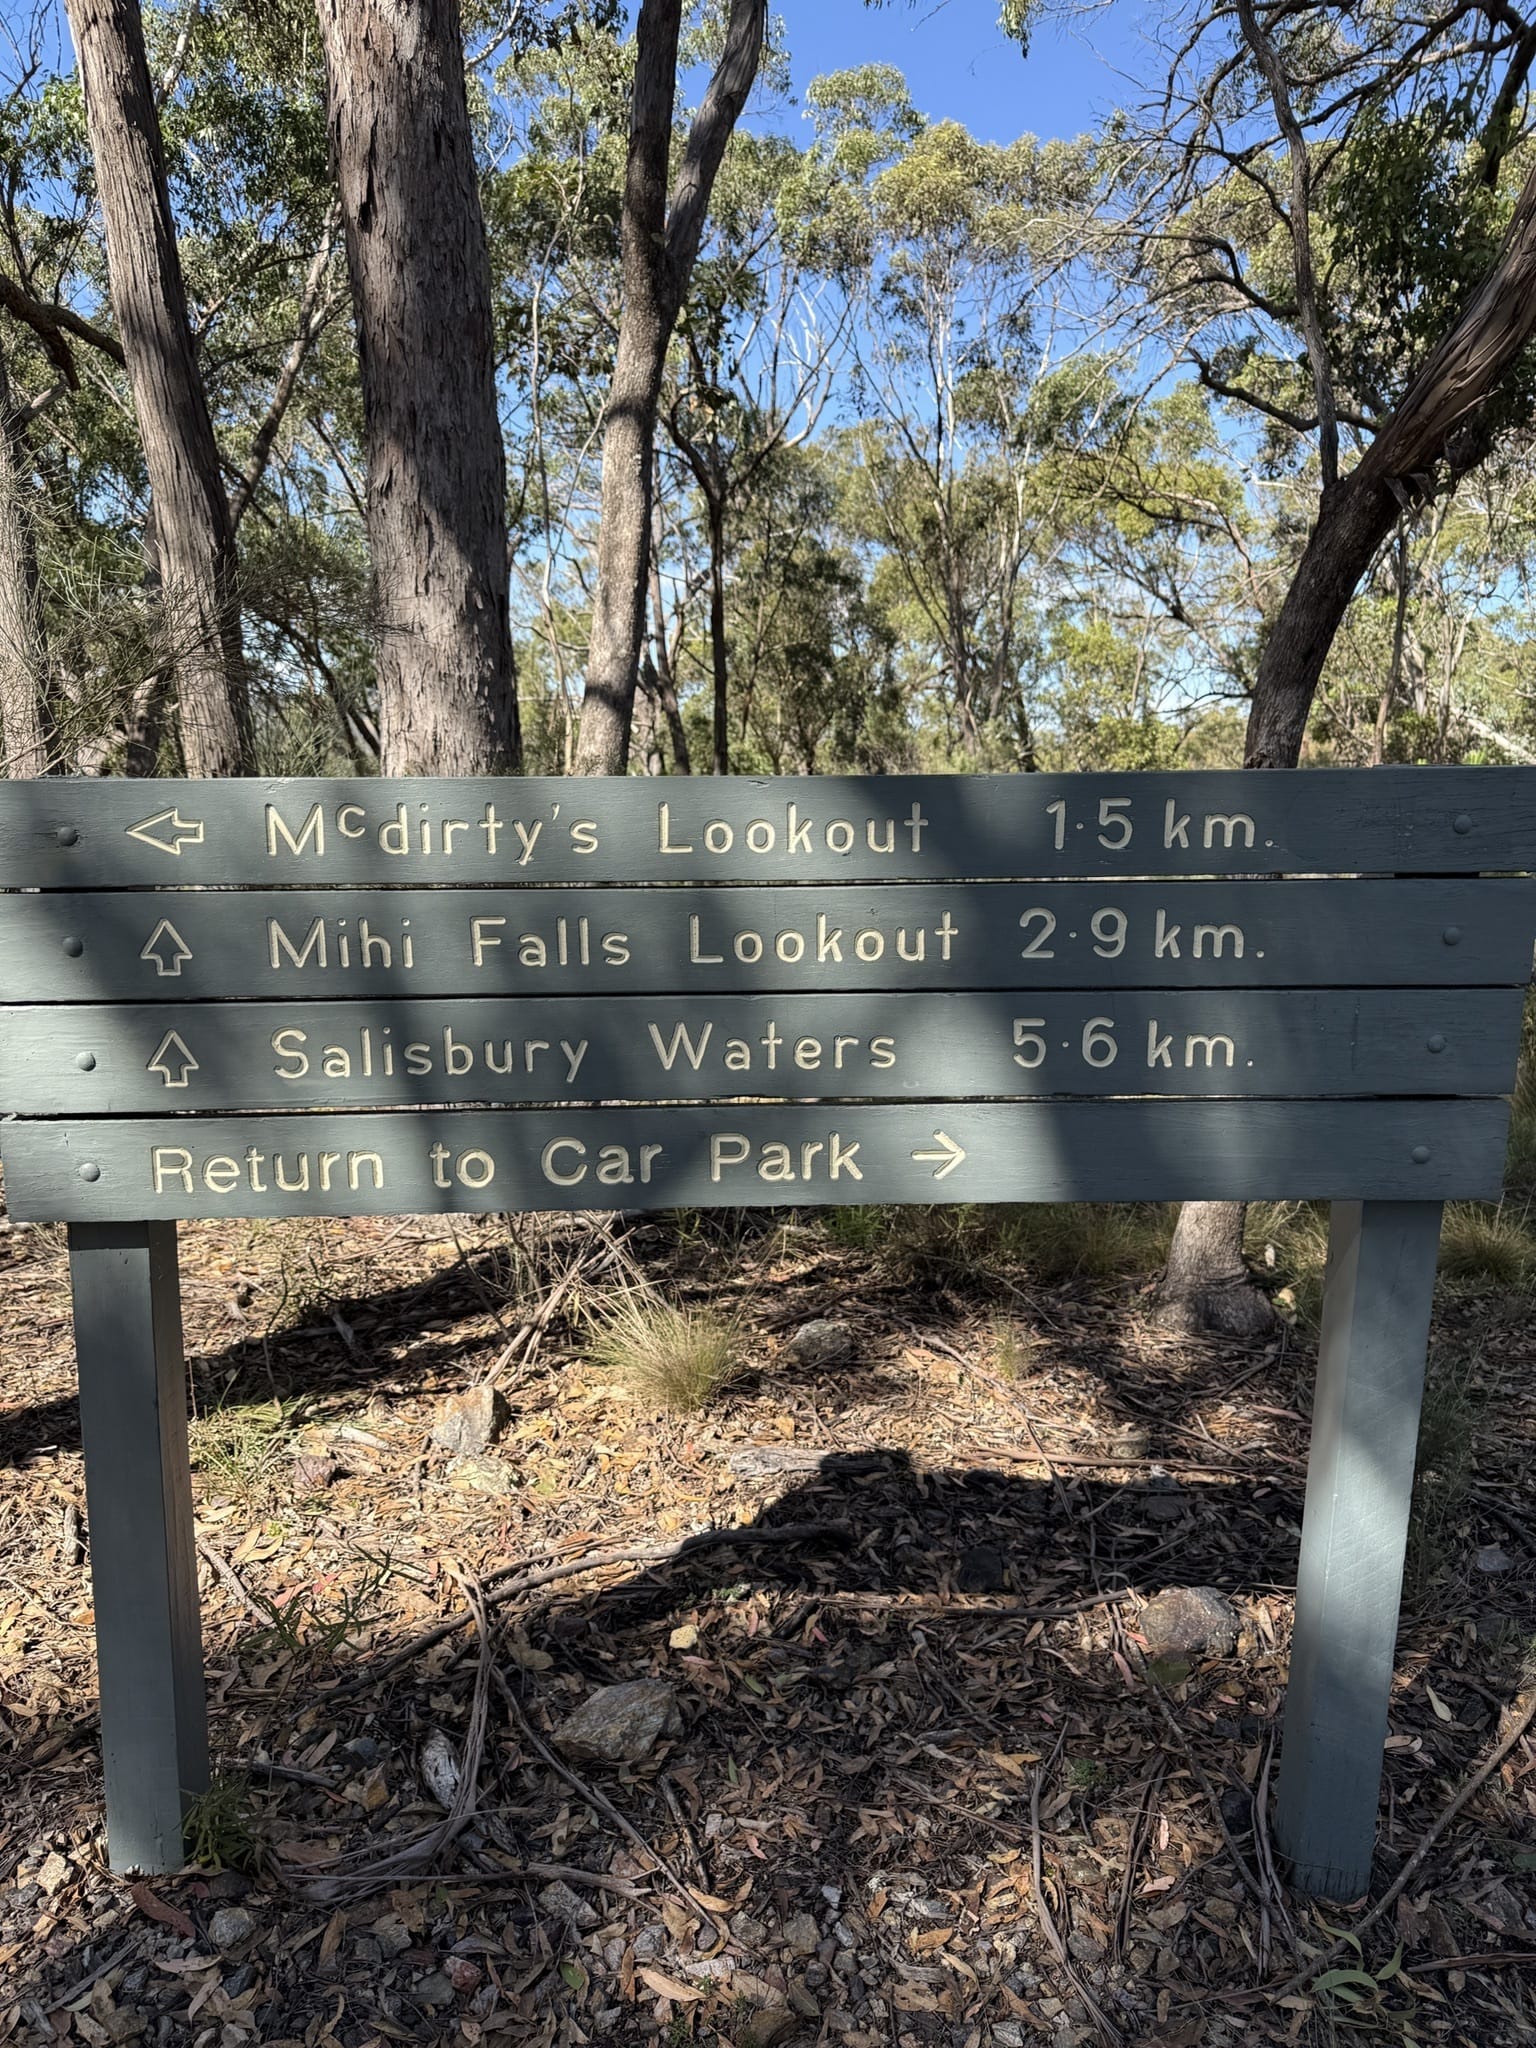 ← Mcdirty's Lookout 1·5 km.
↑ Mihi Falls Lookout 2·9 km.
↑ Salisbury Waters 5·6 km.
Return to Car Park →